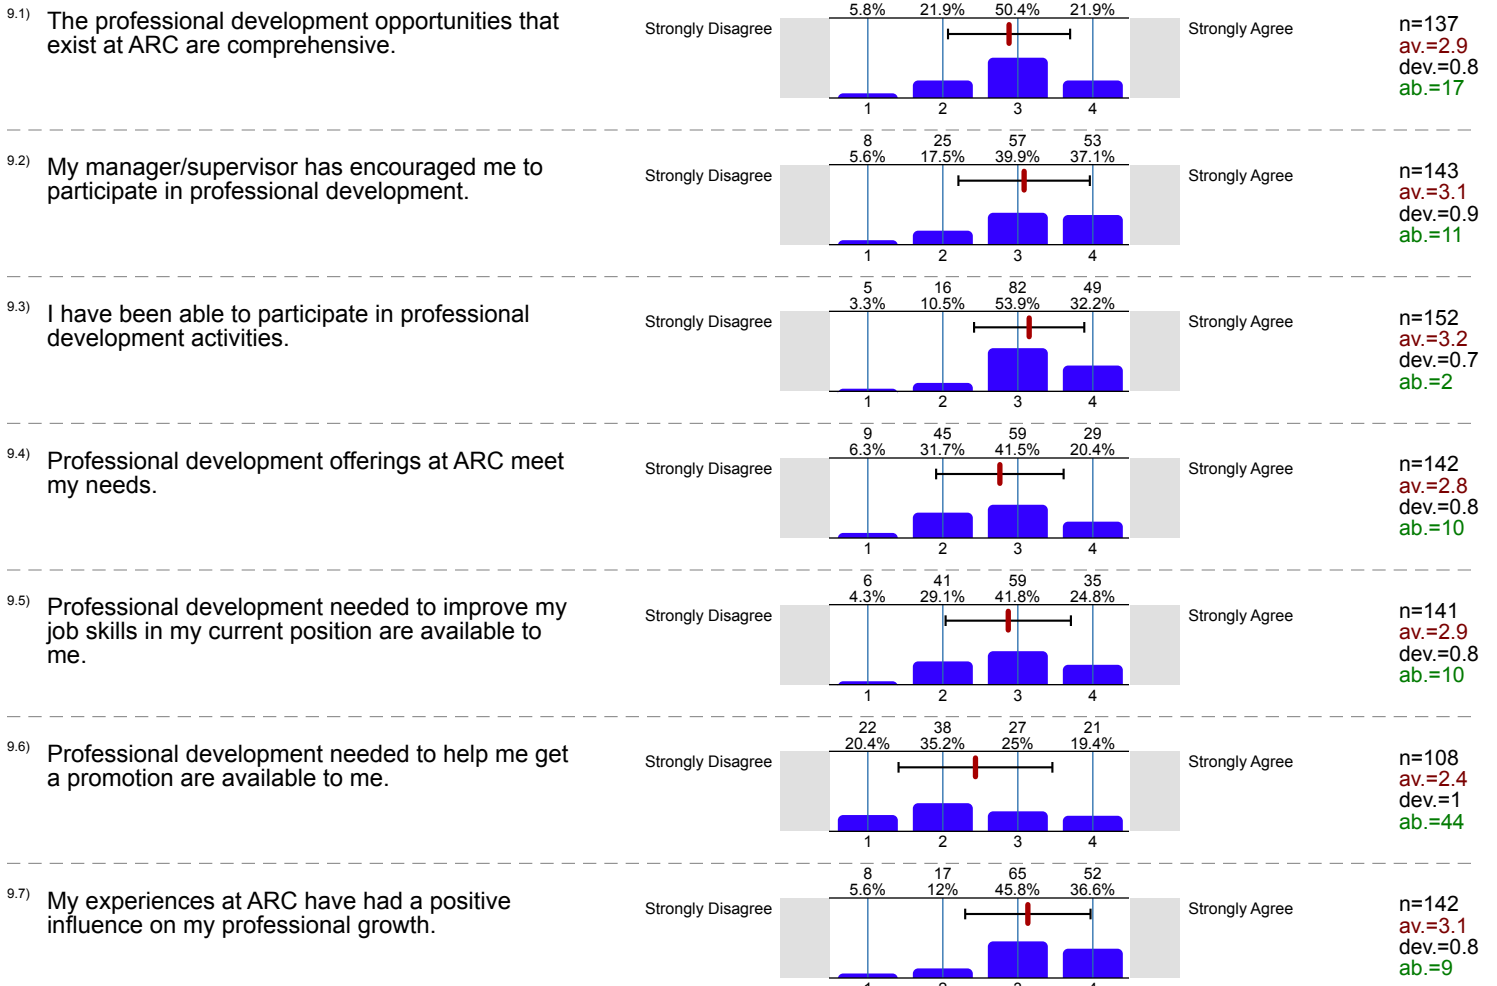 5.8% 21.9% 50.4% 21.9%
9.1) The professional development opportunities that
exist at ARC are comprehensive.
Strongly Disagree
Strongly Agree
n=137
av.=2.9
dev.=0.8
ab.=17
1 2 3 4
8 25 57 53
5.6% 17.5% 39.9% 37.1%
9.2) My manager/supervisor has encouraged me to
participate in professional development.
Strongly Disagree
Strongly Agree
n=143
av.=3.1
dev.=0.9
ab.=11
1 2 3 4
5 16 82 49
3.3% 10.5% 53.9% 32.2%
9.3) I have been able to participate in professional
development activities.
Strongly Disagree
Strongly Agree
n=152
av.=3.2
dev.=0.7
ab.=2
1 2 3 4
9 45 59 29
6.3% 31.7% 41.5% 20.4%
9.4) Professional development offerings at ARC meet
my needs.
Strongly Disagree
Strongly Agree
n=142
av.=2.8
dev.=0.8
ab.=10
1 2 3 4
6 41 59 35
4.3% 29.1% 41.8% 24.8%
9.5) Professional development needed to improve my
job skills in my current position are available to
me.
Strongly Disagree
Strongly Agree
n=141
av.=2.9
dev.=0.8
ab.=10
1 2 3 4
22 38 27 21
20.4% 35.2% 25% 19.4%
9.6) Professional development needed to help me get
a promotion are available to me.
Strongly Disagree
Strongly Agree
n=108
av.=2.4
dev.=1
ab.=44
1 2 3 4
8 17 65 52
5.6% 12% 45.8% 36.6%
9.7) My experiences at ARC have had a positive
influence on my professional growth.
Strongly Disagree
Strongly Agree
n=142
av.=3.1
dev.=0.8
ab.=9